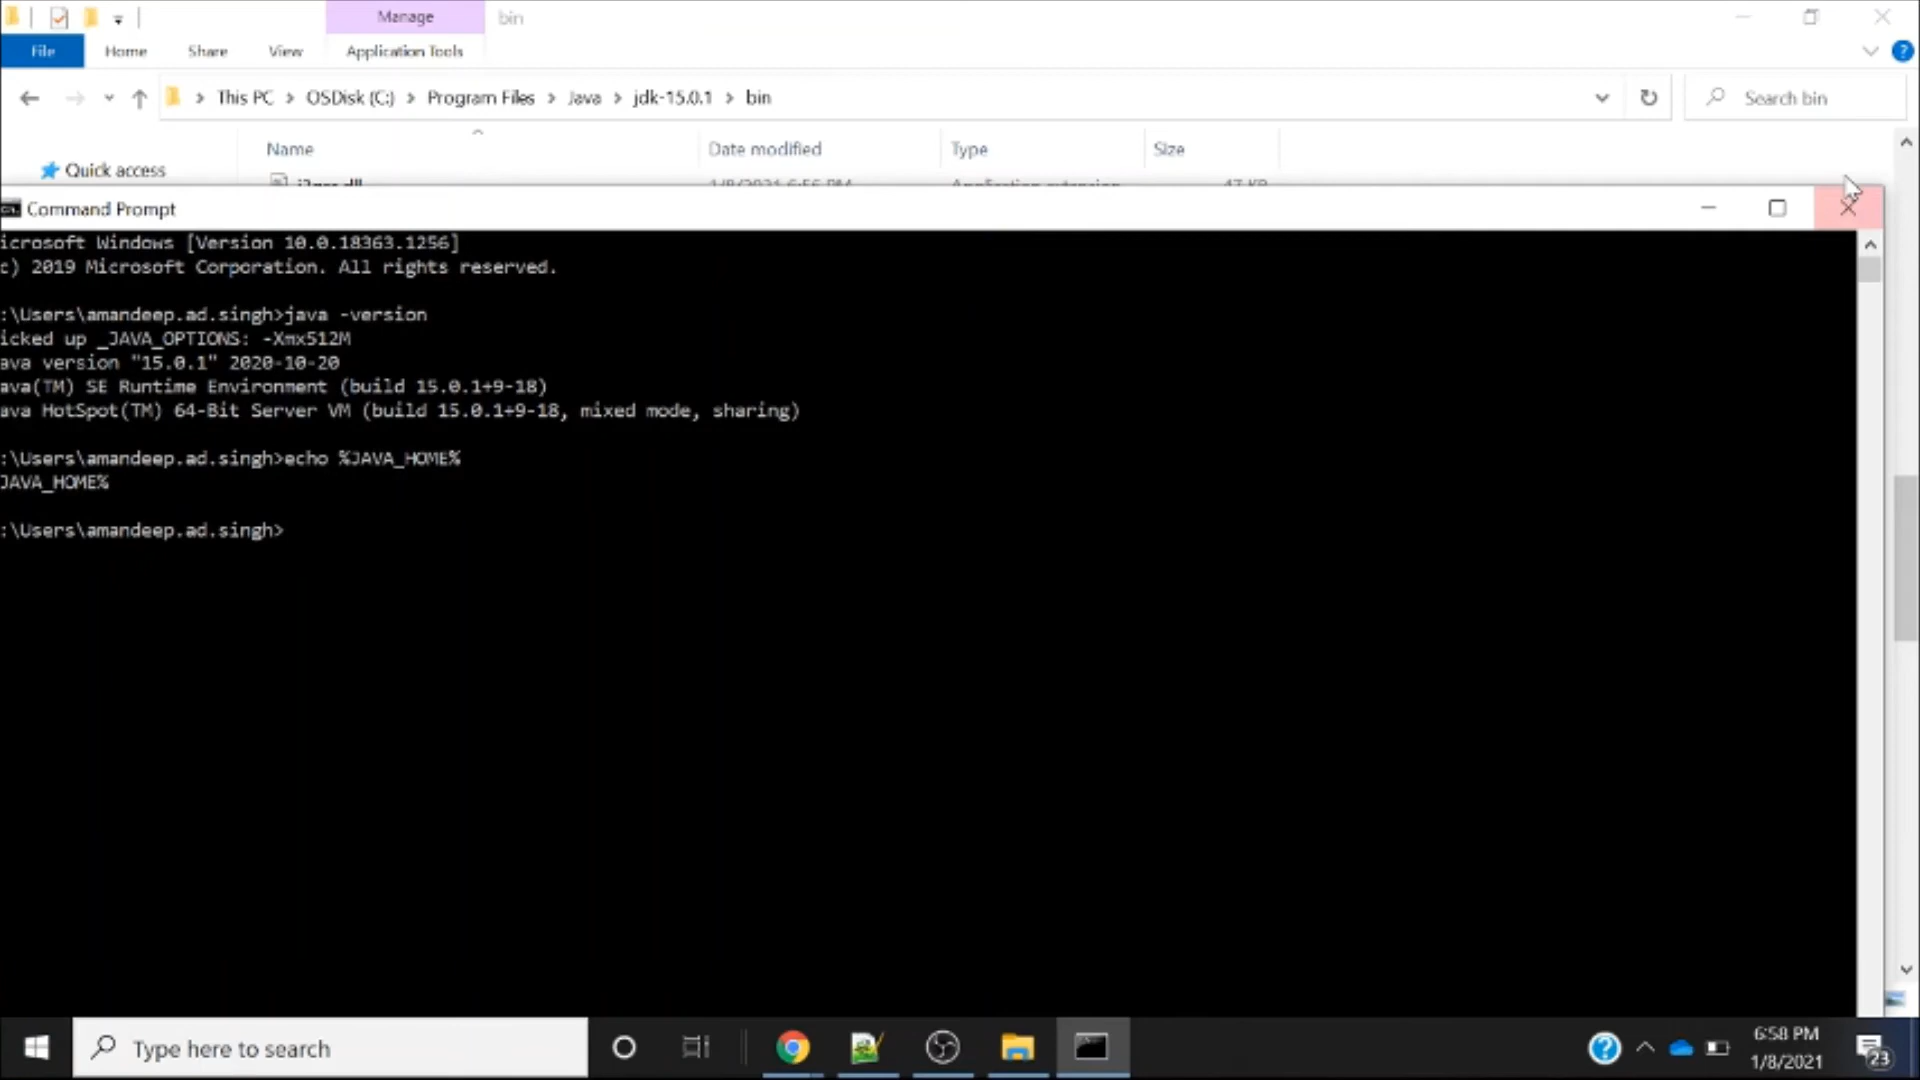 Manage
bin
File
Home
Share
View
Application Tools
This PC > OSDisk (C:) > Program Files > Java > jdk-15.0.1 > bin
Search bin
Name
Date modified
Type
Size
Quick access
Command Prompt
icrosoft Windows [Version 10.0.18363.1256]
c) 2019 Microsoft Corporation. All rights reserved.
:\Users\amandeep.ad.singh>java -version
icked up _JAVA_OPTIONS: -Xmx512M
ava version "15.0.1" 2020-10-20
ava(TM) SE Runtime Environment (build 15.0.1+9-18)
ava HotSpot(TM) 64-Bit Server VM (build 15.0.1+9-18, mixed mode, sharing)
:\Users\amandeep.ad.singh>echo %JAVA_HOME%
JAVA_HOME%
:\Users\amandeep.ad.singh>
Type here to search
6:58 PM
1/8/2021
23